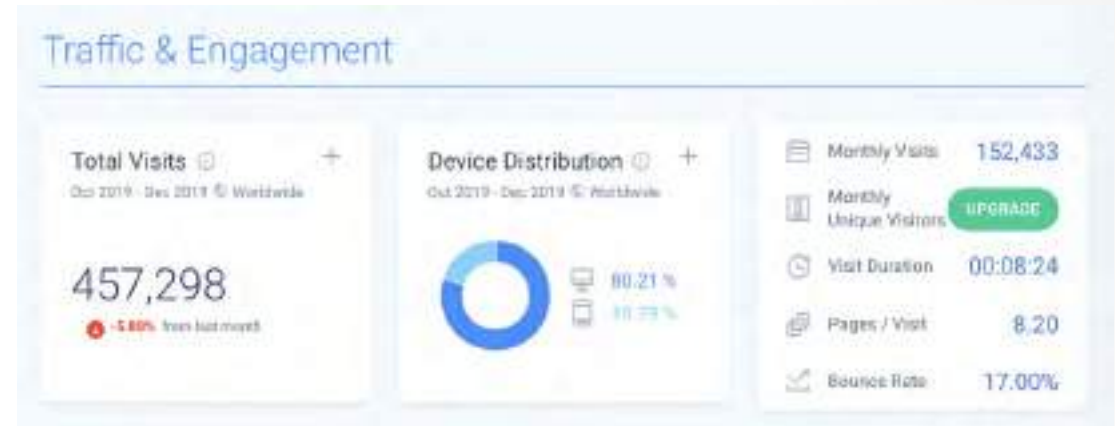 Traffic & Engagement
Total Visits
Oct 2019 - Dec 2019 Worldwide
457,298
from last month
Device Distribution
Oct 2019 - Dec 2019 Worldwide
80.21 %
Monthly Visits 152,433
Monthly
Unique Visitors UPGRADE
Visit Duration 00:08:24
Pages / Visit 8.20
Bounce Rate 17.00%